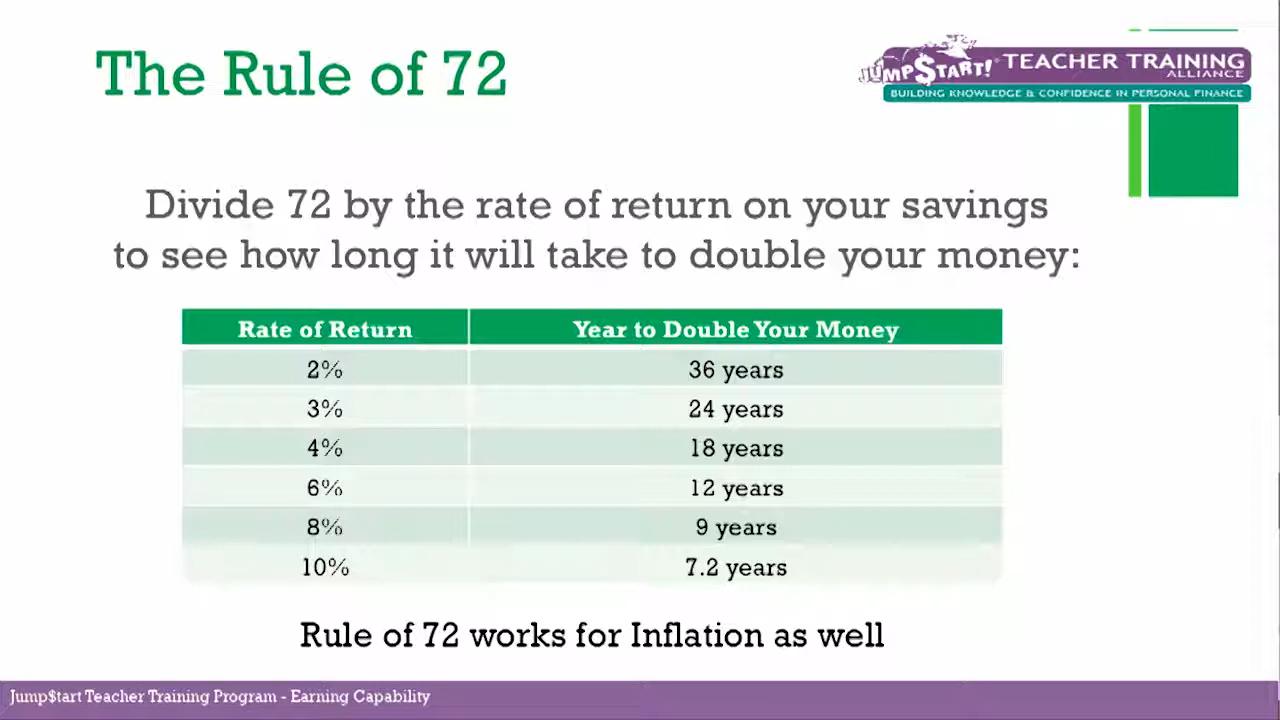 The Rule of 72
JUMP$TART! TEACHER TRAINING
ALLIANCE
BUILDING KNOWLEDGE & CONFIDENCE IN PERSONAL FINANCE
Divide 72 by the rate of return on your savings
to see how long it will take to double your money:
Rate of Return Year to Double Your Money
2% 36 years
3% 24 years
4% 18 years
6% 12 years
8% 9 years
10% 7.2 years
Rule of 72 works for Inflation as well
Jump$tart Teacher Training Program - Earning Capability